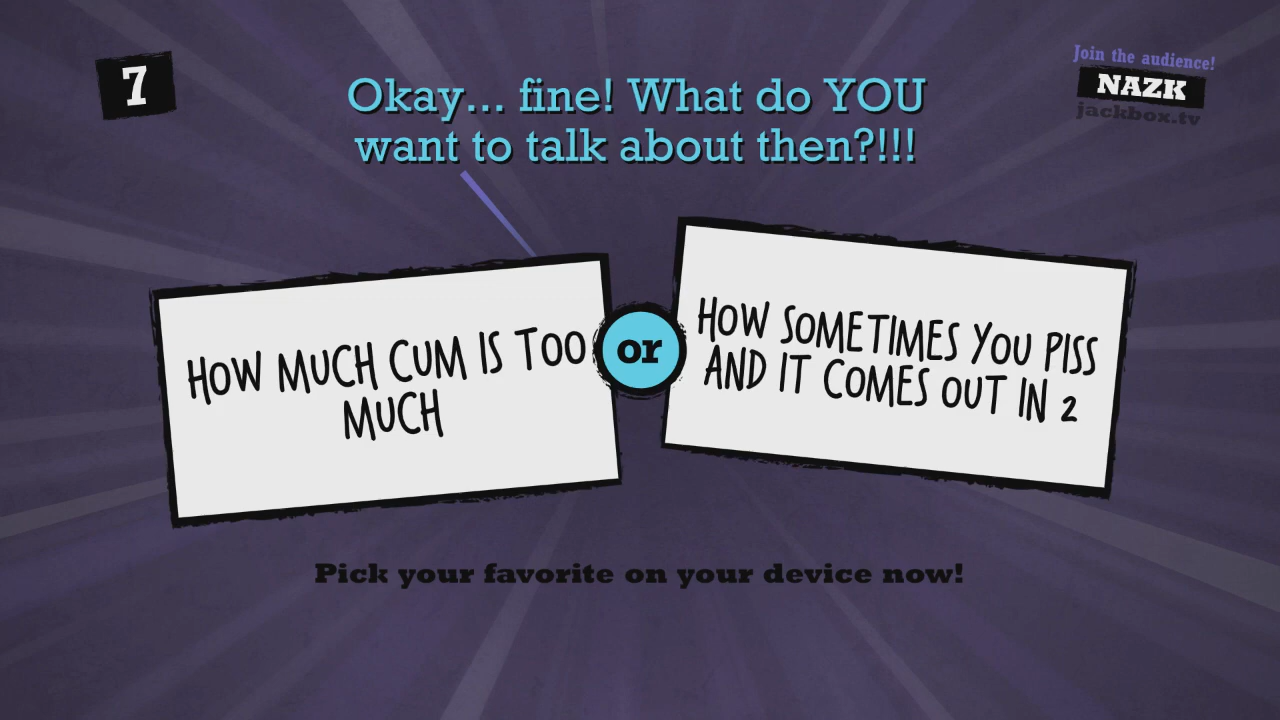 7
Okay... fine! What do YOU
want to talk about then?!!!
Join the audience!
NAZK
jackbox.tv
HOW MUCH CUM IS TOO
MUCH
or
HOW SOMETIMES YOU PISS
AND IT COMES OUT IN 2
Pick your favorite on your device now!